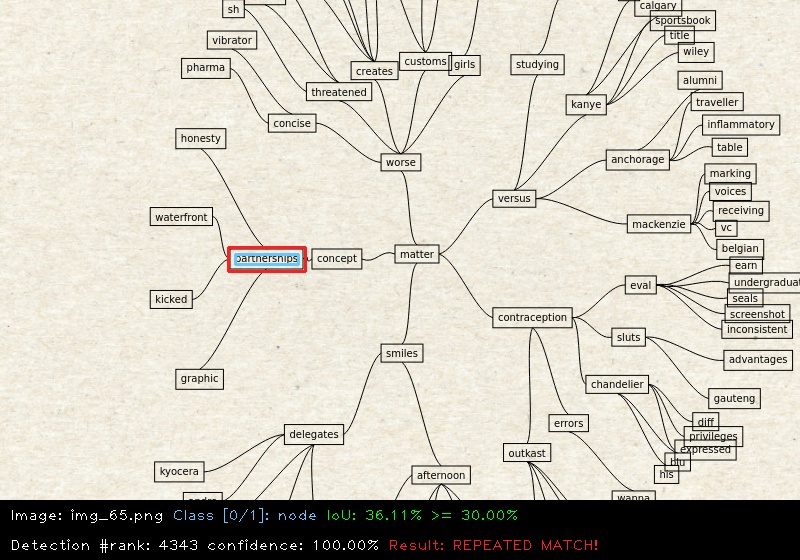 calgary
sh
sportsbook
title
vibrator
wiley
customs
girls
studying
pharma
creates
alumni
threatened
kanye
traveller
concise
inflammatory
honesty
table
worse
anchorage
marking
voices
versus
receiving
waterfront
mackenzie
vc
belgian
matter
partnerships
concept
earn
eval
undergraduat
kicked
seals
screenshot
contraception
inconsistent
sluts
smiles
advantages
graphic
chandelier
gauteng
errors
diff
delegates
privileges
expressed
outkast
blu
kyocera
afternoon
his
wanna
Image: img_65.png Class [0/1]: node IoU: 36.11% >= 30.00%
Detection #rank: 4343 confidence: 100.00% Result: REPEATED MATCH!